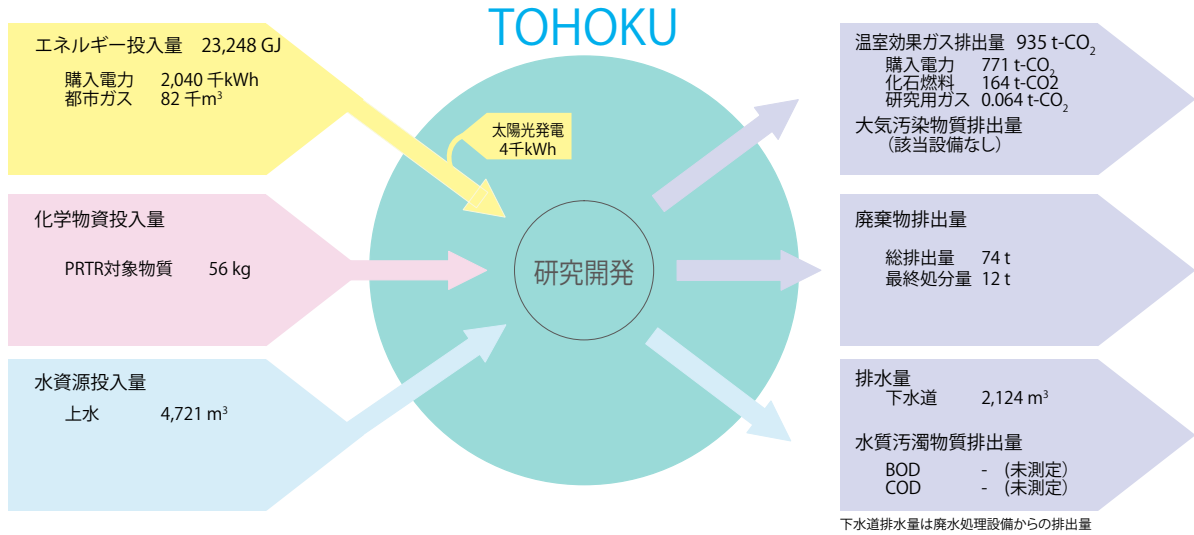 TOHOKU
エネルギー投入量 23,248 GJ
購入電力 2,040 千kWh
都市ガス 82 千m³
太陽光発電
4千kWh
化学物資投入量
PRTR対象物質 56 kg
水資源投入量
上水 4,721 m³
研究開発
温室効果ガス排出量 935 t-CO₂
購入電力 771 t-CO₂
化石燃料 164 t-CO2
研究用ガス 0.064 t-CO₂
大気汚染物質排出量
（該当設備なし）
廃棄物排出量
総排出量 74 t
最終処分量 12 t
排水量
下水道 2,124 m³
水質汚濁物質排出量
BOD - （未測定）
COD - （未測定）
下水道排水量は廃水処理設備からの排出量